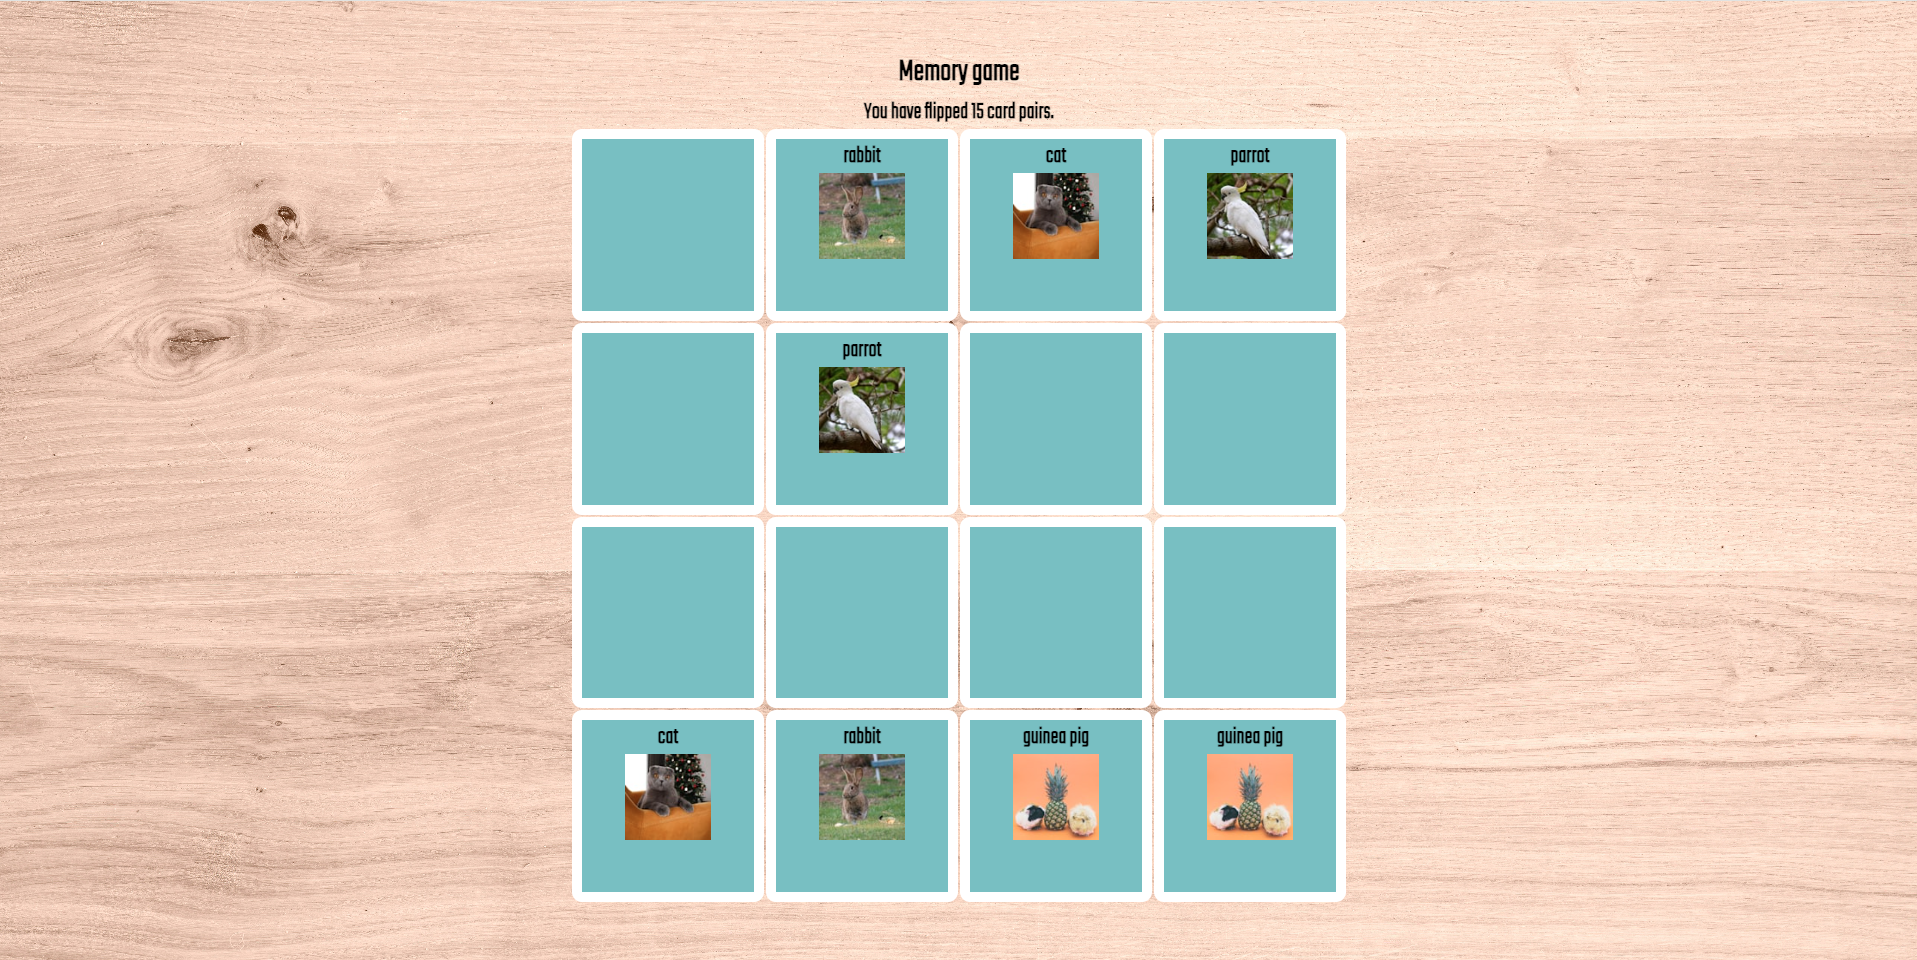 Memory game
You have flipped 15 card pairs.
rabbit
cat
parrot
parrot
cat
rabbit
guinea pig
guinea pig